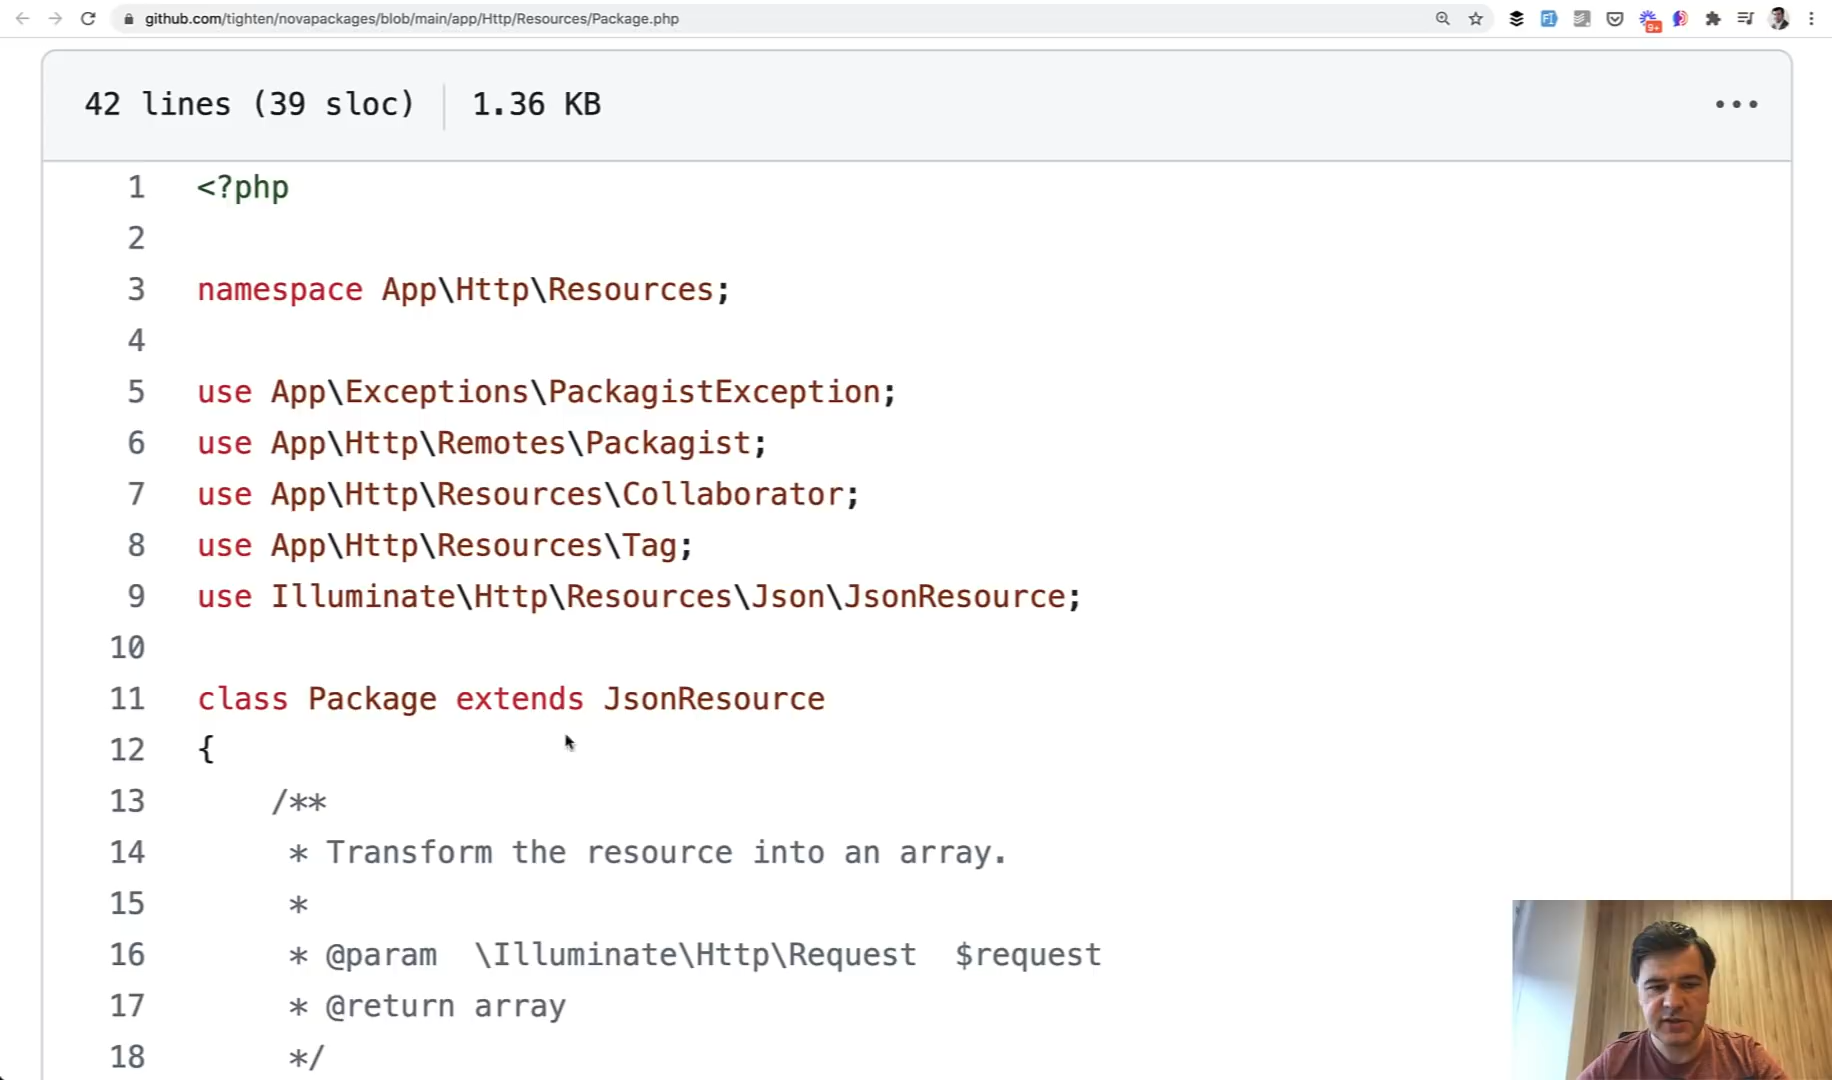 github.com/tighten/novapackages/blob/main/app/Http/Resources/Package.php
9+
42 lines (39 sloc) 1.36 KB
1 <?php
2
3 namespace App\Http\Resources;
4
5 use App\Exceptions\PackagistException;
6 use App\Http\Remotes\Packagist;
7 use App\Http\Resources\Collaborator;
8 use App\Http\Resources\Tag;
9 use Illuminate\Http\Resources\Json\JsonResource;
10
11 class Package extends JsonResource
12 {
13 /**
14 * Transform the resource into an array.
15 *
16 * @param \Illuminate\Http\Request $request
17 * @return array
18 */